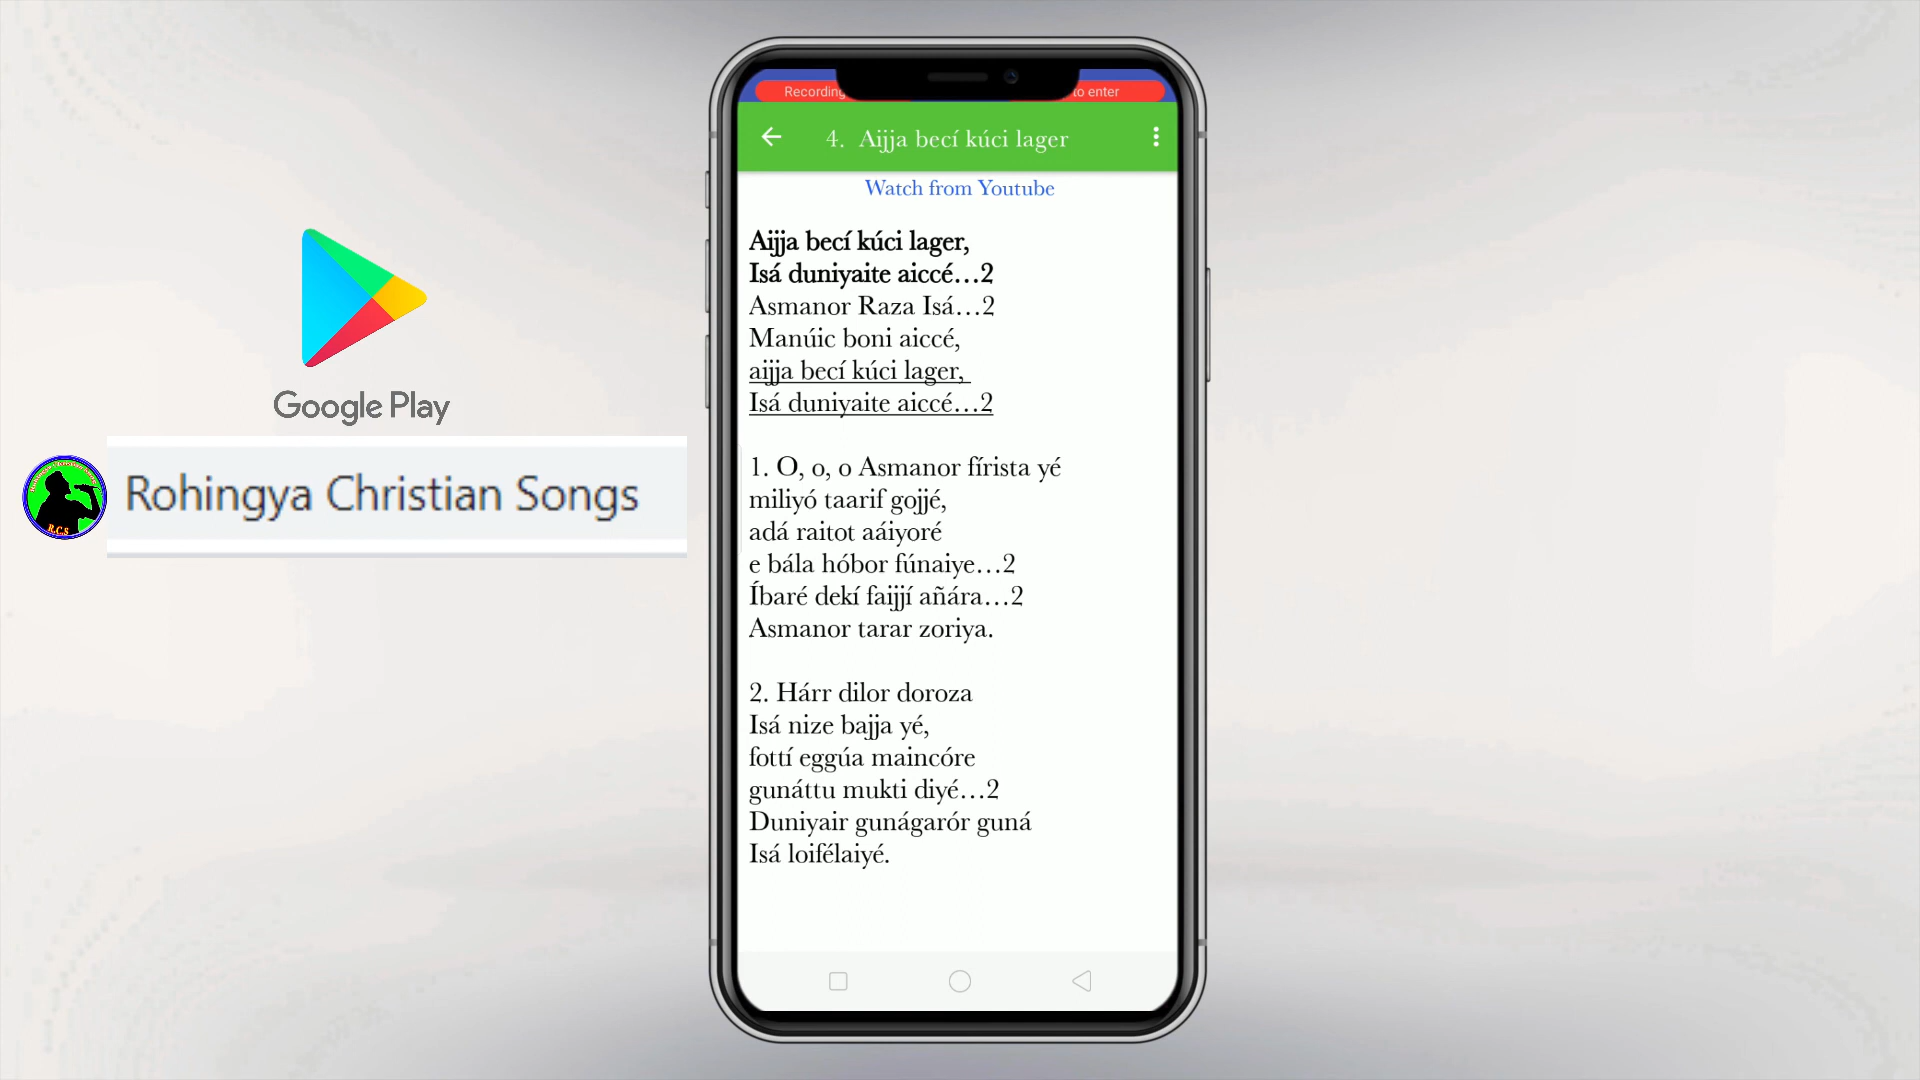 Google Play
Rohingya Christian Songs
R.C.S
Recording
to enter
4. Aijja becí kúci lager
Watch from Youtube
Aijja becí kúci lager,
Isá duniyaite aiccé…2
Asmanor Raza Isá…2
Manúic boni aiccé,
aijja becí kúci lager,
Isá duniyaite aiccé…2
1. O, o, o Asmanor fírista yé
miliyó taarif gojjé,
adá raitot aáiyoré
e bála hóbor fúnaiye…2
Íbaré dekí faijjí añára…2
Asmanor tarar zoriya.
2. Hárr dilor doroza
Isá nize bajja yé,
fottí eggúa maincóre
gunáttu mukti diyé…2
Duniyair gunágarór guná
Isá loifélaiyé.